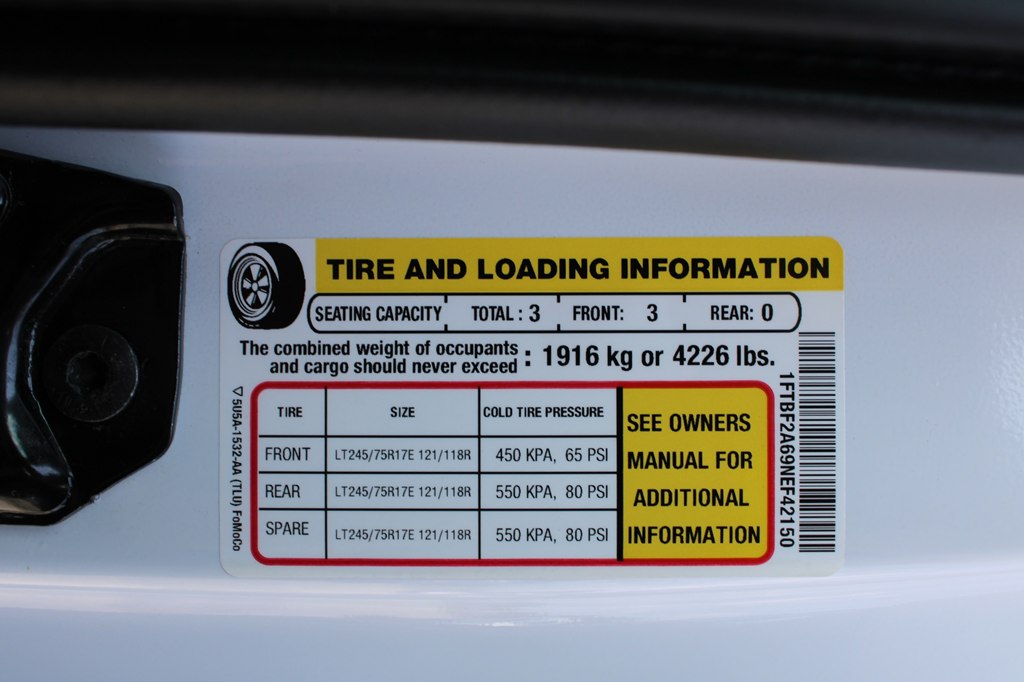 TIRE AND LOADING INFORMATION
SEATING CAPACITY TOTAL : 3 FRONT: 3 REAR: 0
The combined weight of occupants
and cargo should never exceed : 1916 kg or 4226 lbs.
TIRE SIZE COLD TIRE PRESSURE
FRONT LT245/75R17E 121/118R 450 KPA, 65 PSI
REAR LT245/75R17E 121/118R 550 KPA, 80 PSI
SPARE LT245/75R17E 121/118R 550 KPA, 80 PSI
SEE OWNERS
MANUAL FOR
ADDITIONAL
INFORMATION
5U5A-1532-AA (TLU) FoMoCo
1FTBF2A69NEF42150